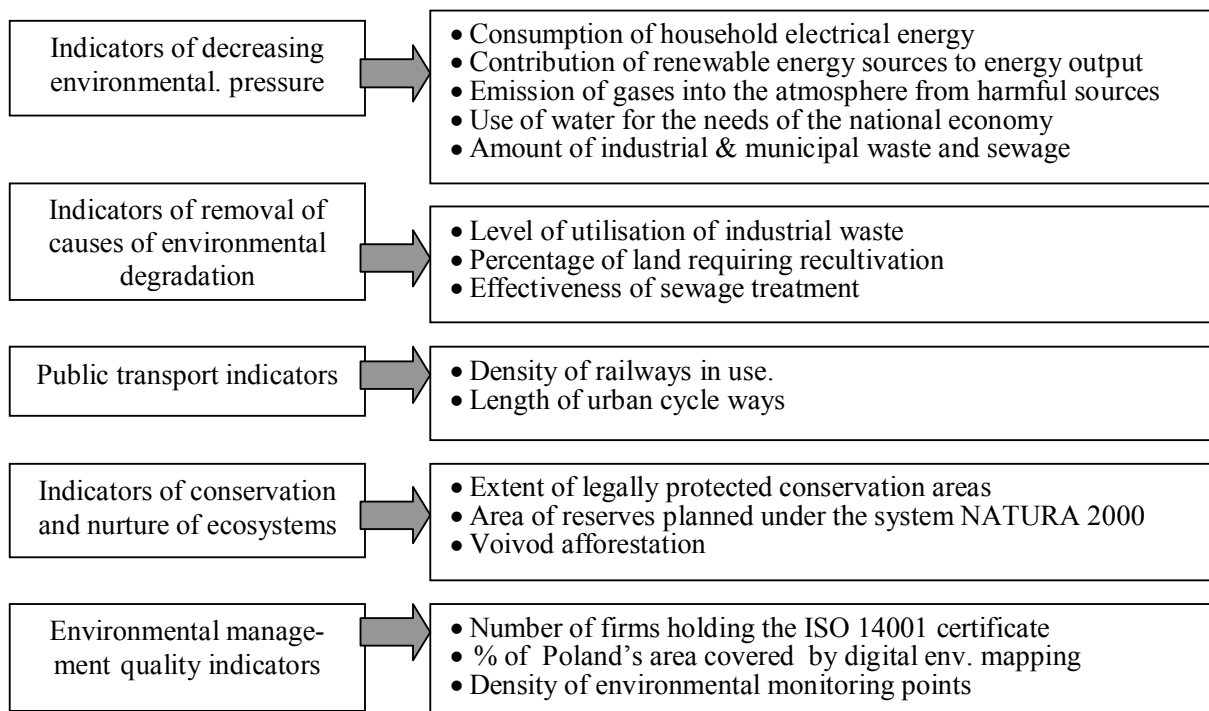 Indicators of decreasing
environmental. pressure
• Consumption of household electrical energy
• Contribution of renewable energy sources to energy output
• Emission of gases into the atmosphere from harmful sources
• Use of water for the needs of the national economy
• Amount of industrial & municipal waste and sewage
Indicators of removal of
causes of environmental
degradation
• Level of utilisation of industrial waste
• Percentage of land requiring recultivation
• Effectiveness of sewage treatment
Public transport indicators
• Density of railways in use.
• Length of urban cycle ways
Indicators of conservation
and nurture of ecosystems
• Extent of legally protected conservation areas
• Area of reserves planned under the system NATURA 2000
• Voivod afforestation
Environmental manage-
ment quality indicators
• Number of firms holding the ISO 14001 certificate
• % of Poland's area covered by digital env. mapping
• Density of environmental monitoring points